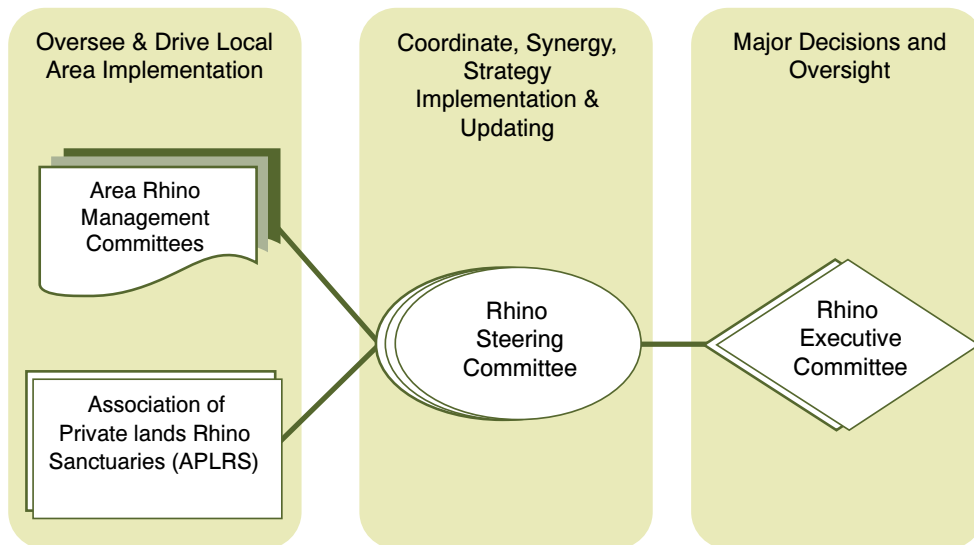 Oversee & Drive Local
Area Implementation
Area Rhino
Management
Committees
Association of
Private lands Rhino
Sanctuaries (APLRS)
Coordinate, Synergy,
Strategy
Implementation &
Updating
Rhino
Steering
Committee
Major Decisions and
Oversight
Rhino
Executive
Committee